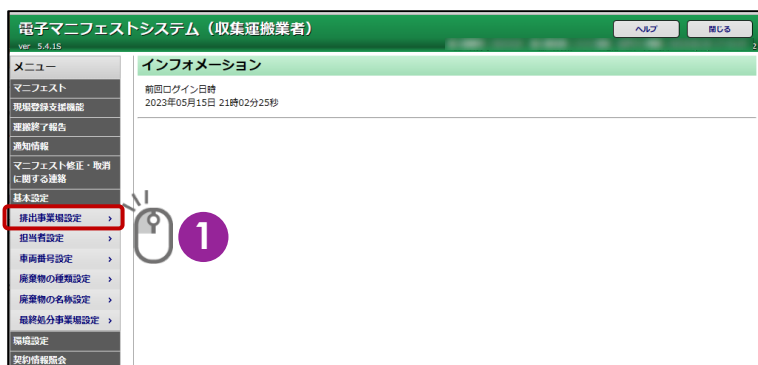 電子マニフェストシステム（収集運搬業者）
ver 5.4.1S
ヘルプ
閉じる
2
メニュー
マニフェスト
現場登録支援機能
運搬終了報告
通知情報
マニフェスト修正・取消
に関する連絡
基本設定
排出事業場設定 ›
担当者設定 ›
車両番号設定 ›
廃棄物の種類設定 ›
廃棄物の名称設定 ›
最終処分事業場設定 ›
環境設定
契約情報照会
インフォメーション
前回ログイン日時
2023年05月15日 21時02分25秒
1